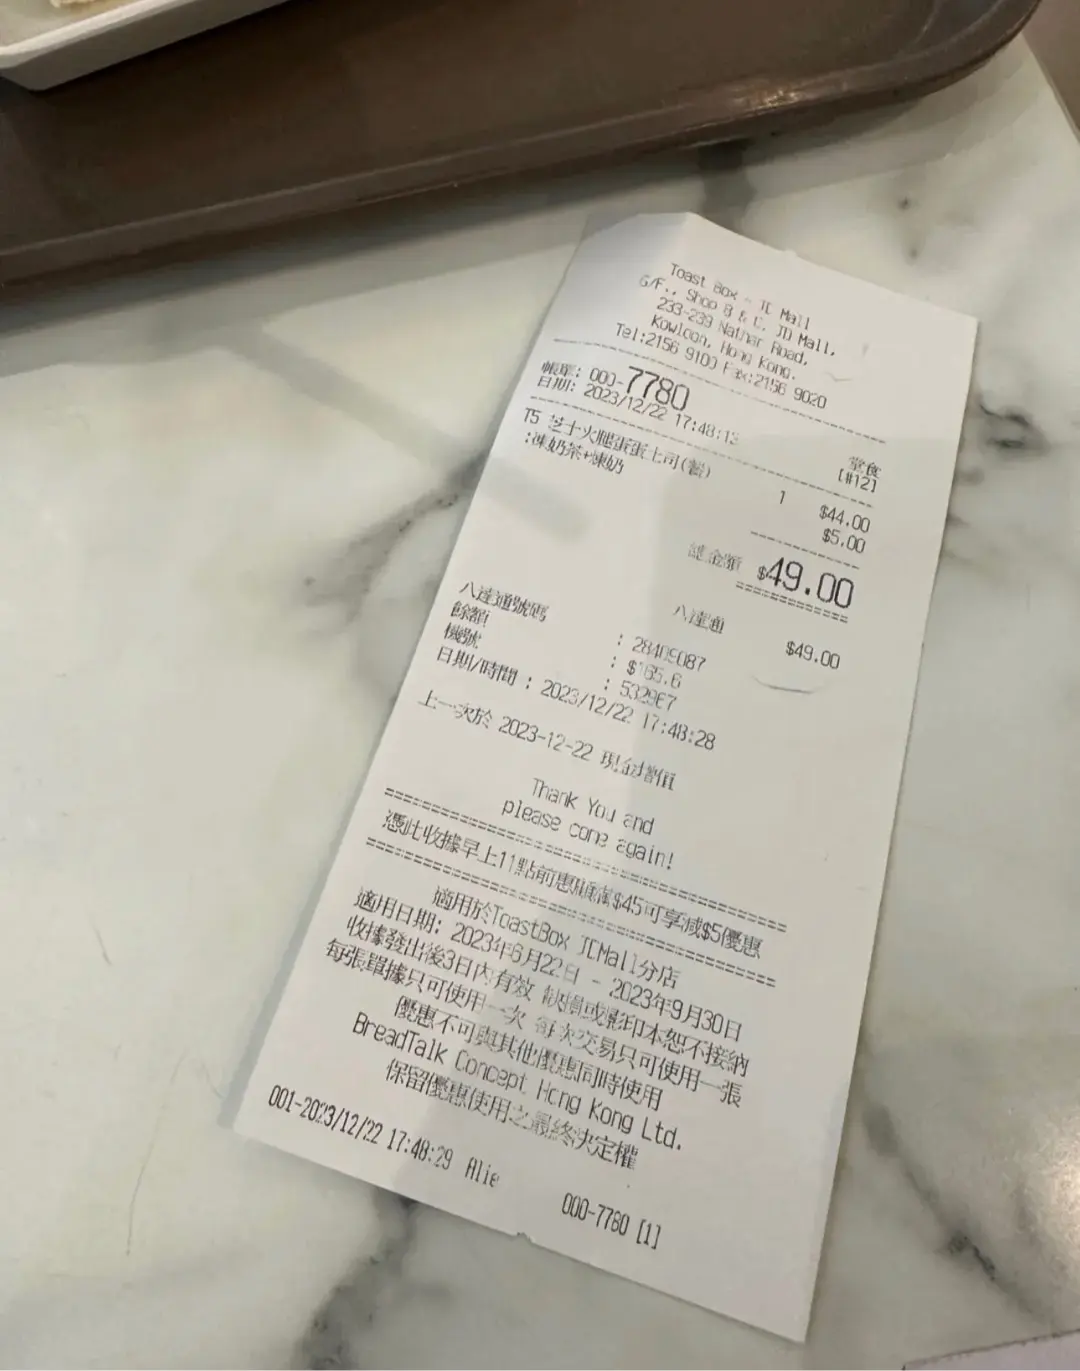 Toast Box - JD Mall
G/F., Shop B & C, JD Mall,
233-239 Nathan Road,
Kowloon, Hong Kong.
Tel:2156 9100 Fax:2156 9020
帳單: 000-7780
日期: 2023/12/22 17:48:13
堂食
[#12]
T5 芝士火腿蛋蛋土司(餐) 1 $44.00
:凍奶茶+煉奶 $5.00
總金額 $49.00
八達通 $49.00
八達通號碼 : 28409087
餘額 : $165.6
機號 : 5329E7
日期/時間 : 2023/12/22 17:48:28
上一次於 2023-12-22 現金增值
Thank You and
please come again!
憑此收據早上11點前惠顧滿$45可享減$5優惠
適用於ToastBox JDMall分店
適用日期: 2023年6月22日 - 2023年9月30日
收據發出後3日內有效 缺損或影印本恕不接納
每張單據只可使用一次 每次交易只可使用一張
優惠不可與其他優惠同時使用
BreadTalk Concept Hong Kong Ltd.
保留優惠使用之最終決定權
001-2023/12/22 17:48:29 Alie
000-7780 [1]